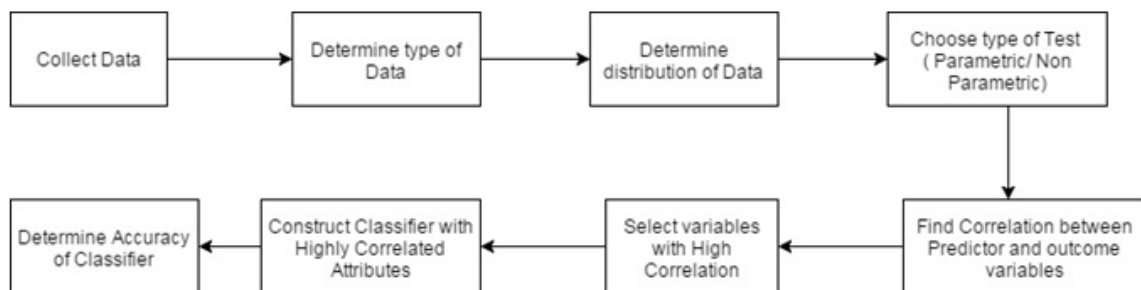 Collect Data
Determine type of
Data
Determine
distribution of Data
Choose type of Test
( Parametric/ Non
Parametric)
Find Correlation between
Predictor and outcome
variables
Select variables
with High
Correlation
Construct Classifier with
Highly Correlated
Attributes
Determine Accuracy
of Classifier